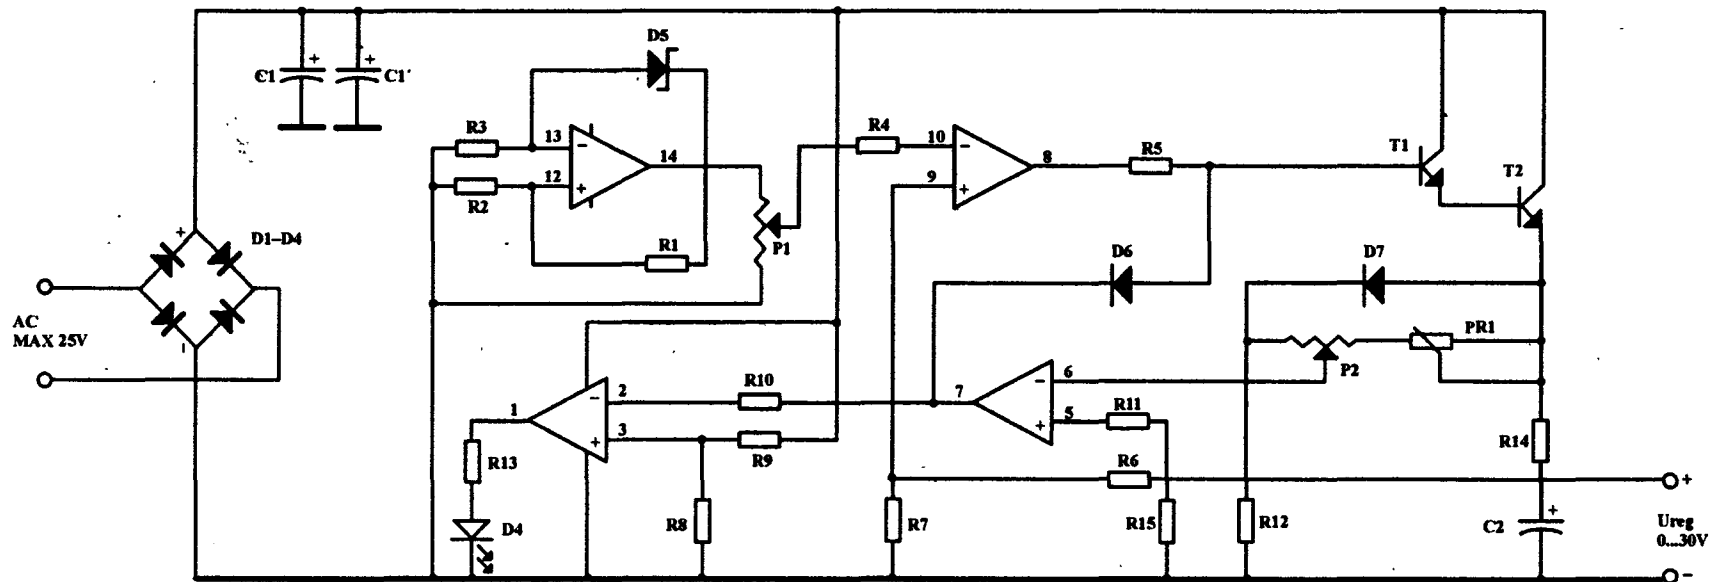 D5
+
+
C1
C1'
R3
13
R4
10
R5
T1
−
14
−
8
T2
R2
12
9
+
+
D1–D4
+
R1
P1
D6
D7
AC
MAX 25V
−
PR1
P2
6
R10
2
7
−
1
−
R11
3
5
+
+
R9
R14
R13
R6
+
D4
R8
R7
R15
R12
C2
+
Ureg
0...30V
−